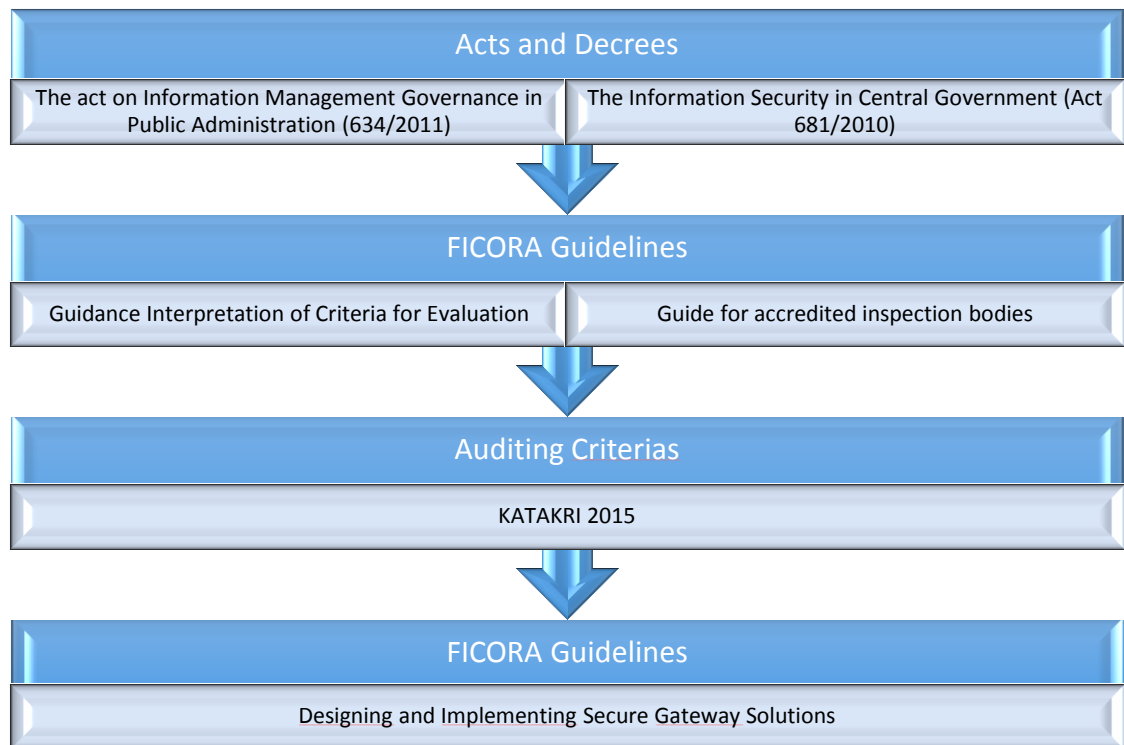 Acts and Decrees
The act on Information Management Governance in
Public Administration (634/2011)
The Information Security in Central Government (Act
681/2010)
FICORA Guidelines
Guidance Interpretation of Criteria for Evaluation
Guide for accredited inspection bodies
Auditing Criterias
KATAKRI 2015
FICORA Guidelines
Designing and Implementing Secure Gateway Solutions